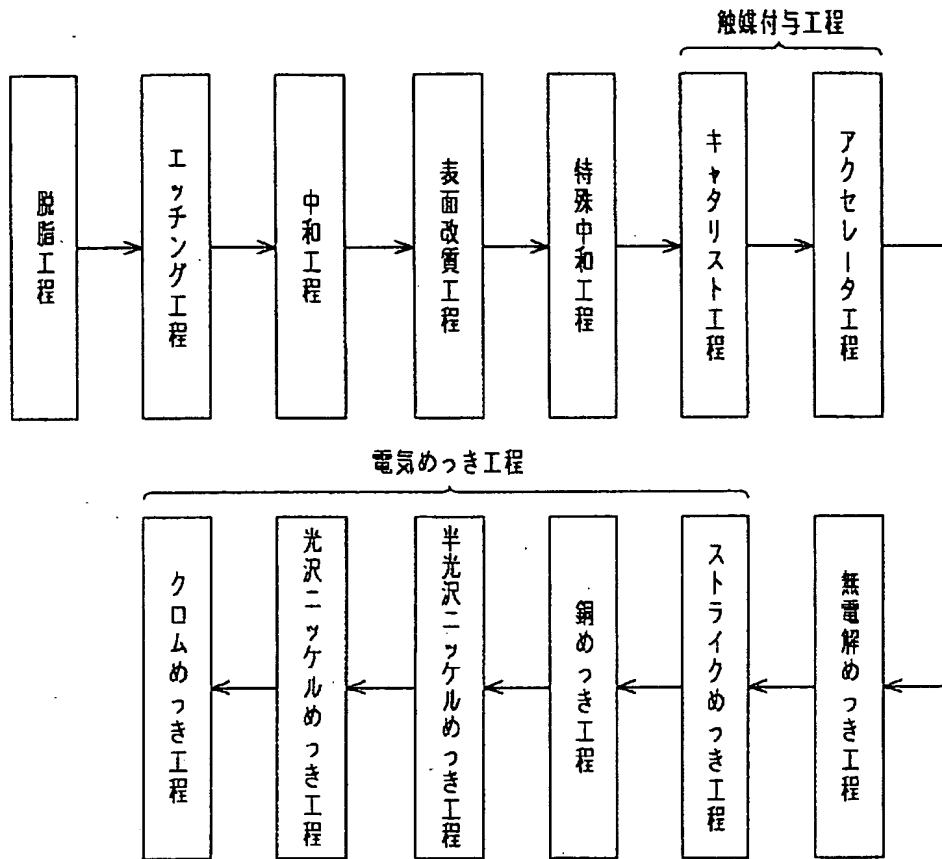 触媒付与工程
脱脂工程
エッチング工程
中和工程
表面改質工程
特殊中和工程
キャタリスト工程
アクセレータ工程
電気めっき工程
無電解めっき工程
ストライクめっき工程
銅めっき工程
半光沢ニッケルめっき工程
光沢ニッケルめっき工程
クロムめっき工程